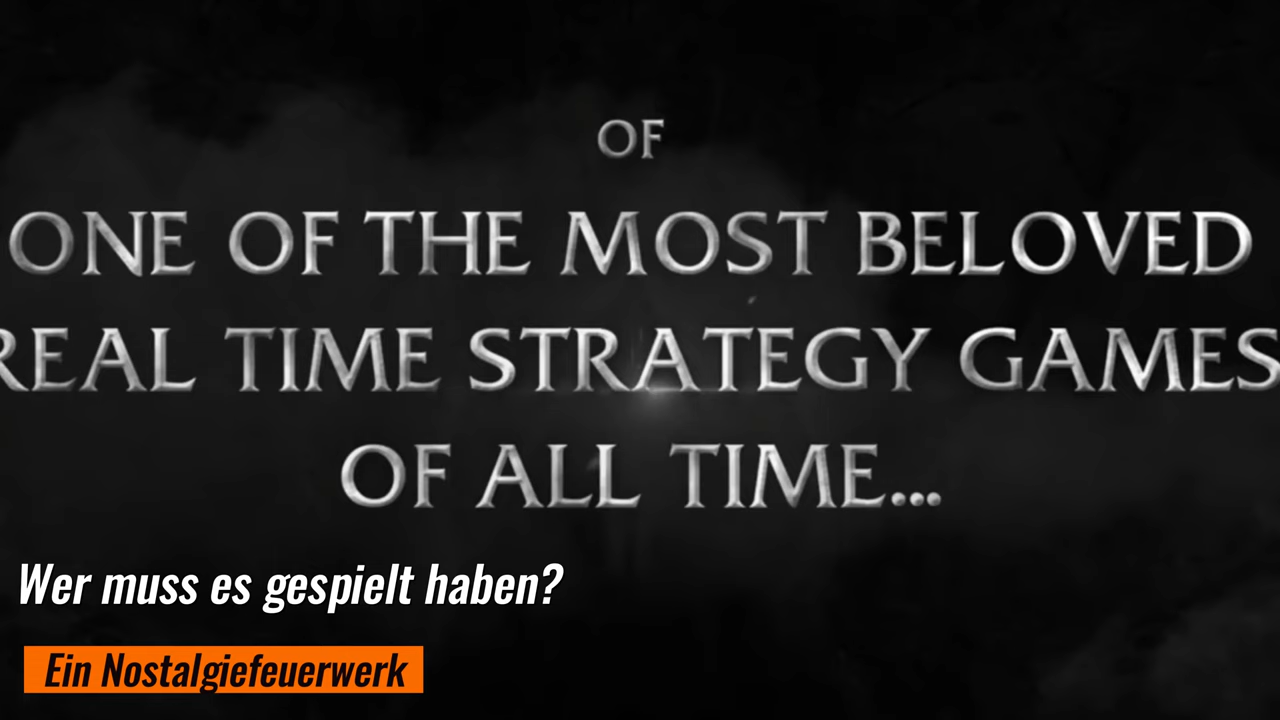 OF
ONE OF THE MOST BELOVED
REAL TIME STRATEGY GAMES
OF ALL TIME...
Wer muss es gespielt haben?
Ein Nostalgiefeuerwerk